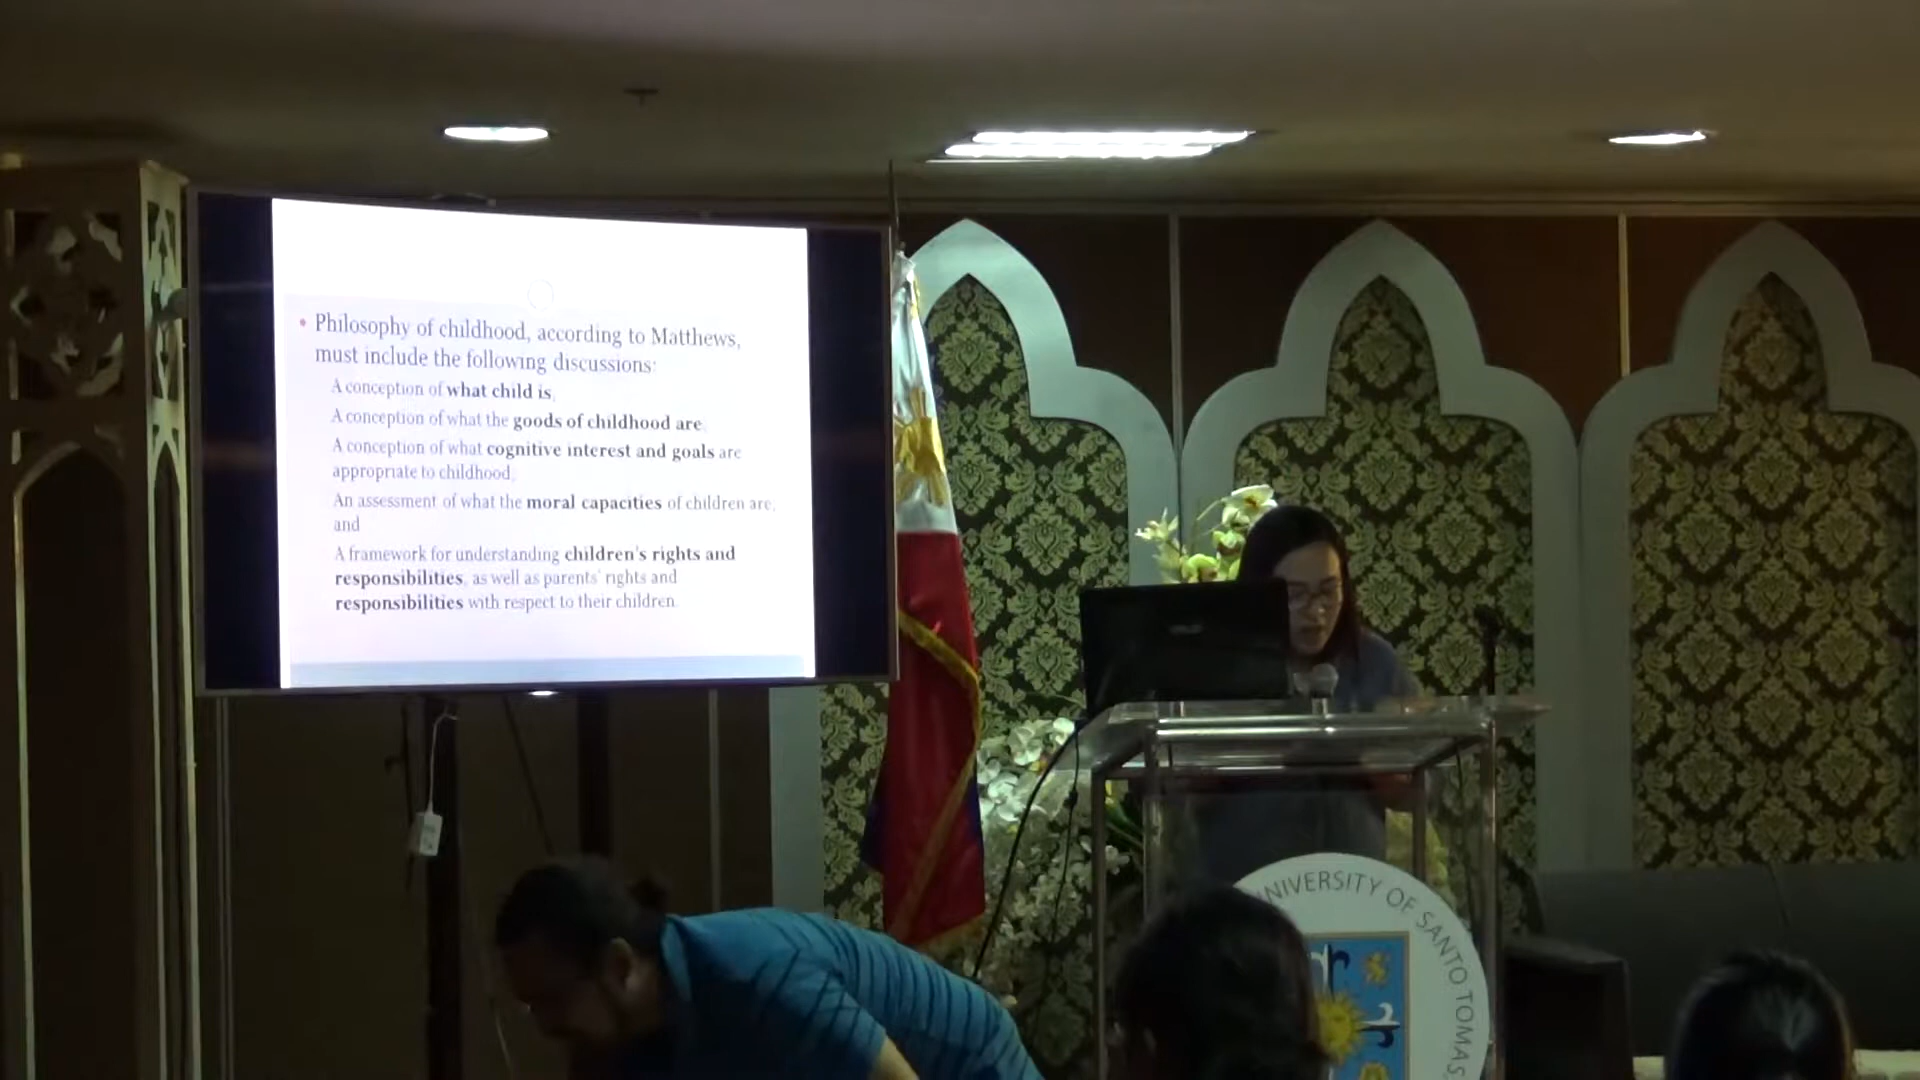 Philosophy of childhood, according to Matthews,
must include the following discussions:
A conception of what child is,
A conception of what the goods of childhood are,
A conception of what cognitive interest and goals are
appropriate to childhood,
An assessment of what the moral capacities of children are,
and
A framework for understanding children's rights and
responsibilities, as well as parents' rights and
responsibilities with respect to their children.
UNIVERSITY OF SANTO TOMAS